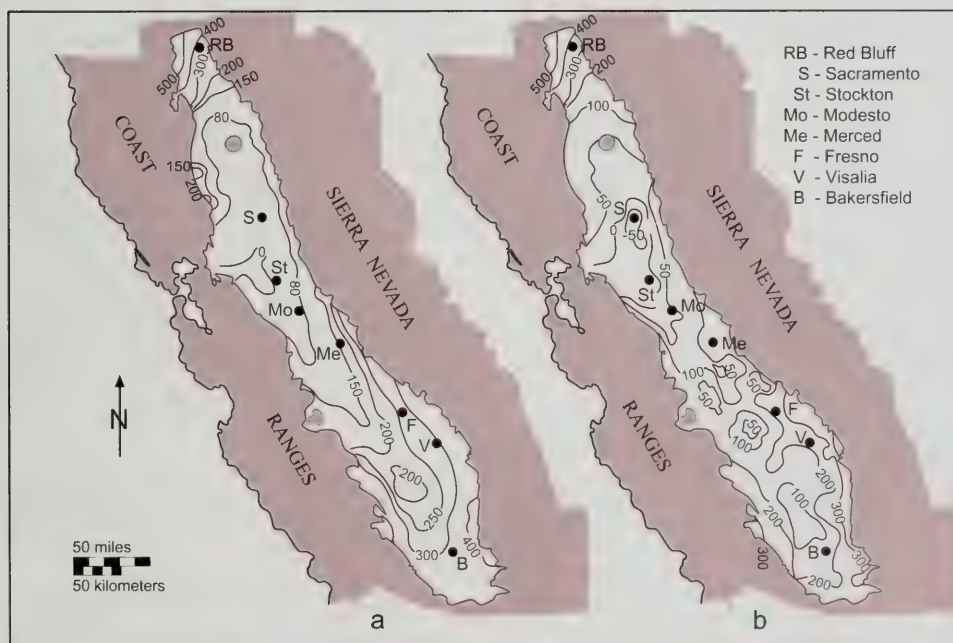 400
RB
300
200
500
150
80
COAST
150
200
SIERRA NEVADA
S
0
St
80
Mo
Me
150
N
RANGES
F
200
V
200
250
400
300
B
50 miles
50 kilometers
a
400
RB
300
200
500
100
COAST
50
S
0
-50
SIERRA NEVADA
50
St
Mo
Me
100
50
50
50
F
RANGES
50
100
V
200
100
300
200
B
300
200
300
b
RB - Red Bluff
S - Sacramento
St - Stockton
Mo - Modesto
Me - Merced
F - Fresno
V - Visalia
B - Bakersfield